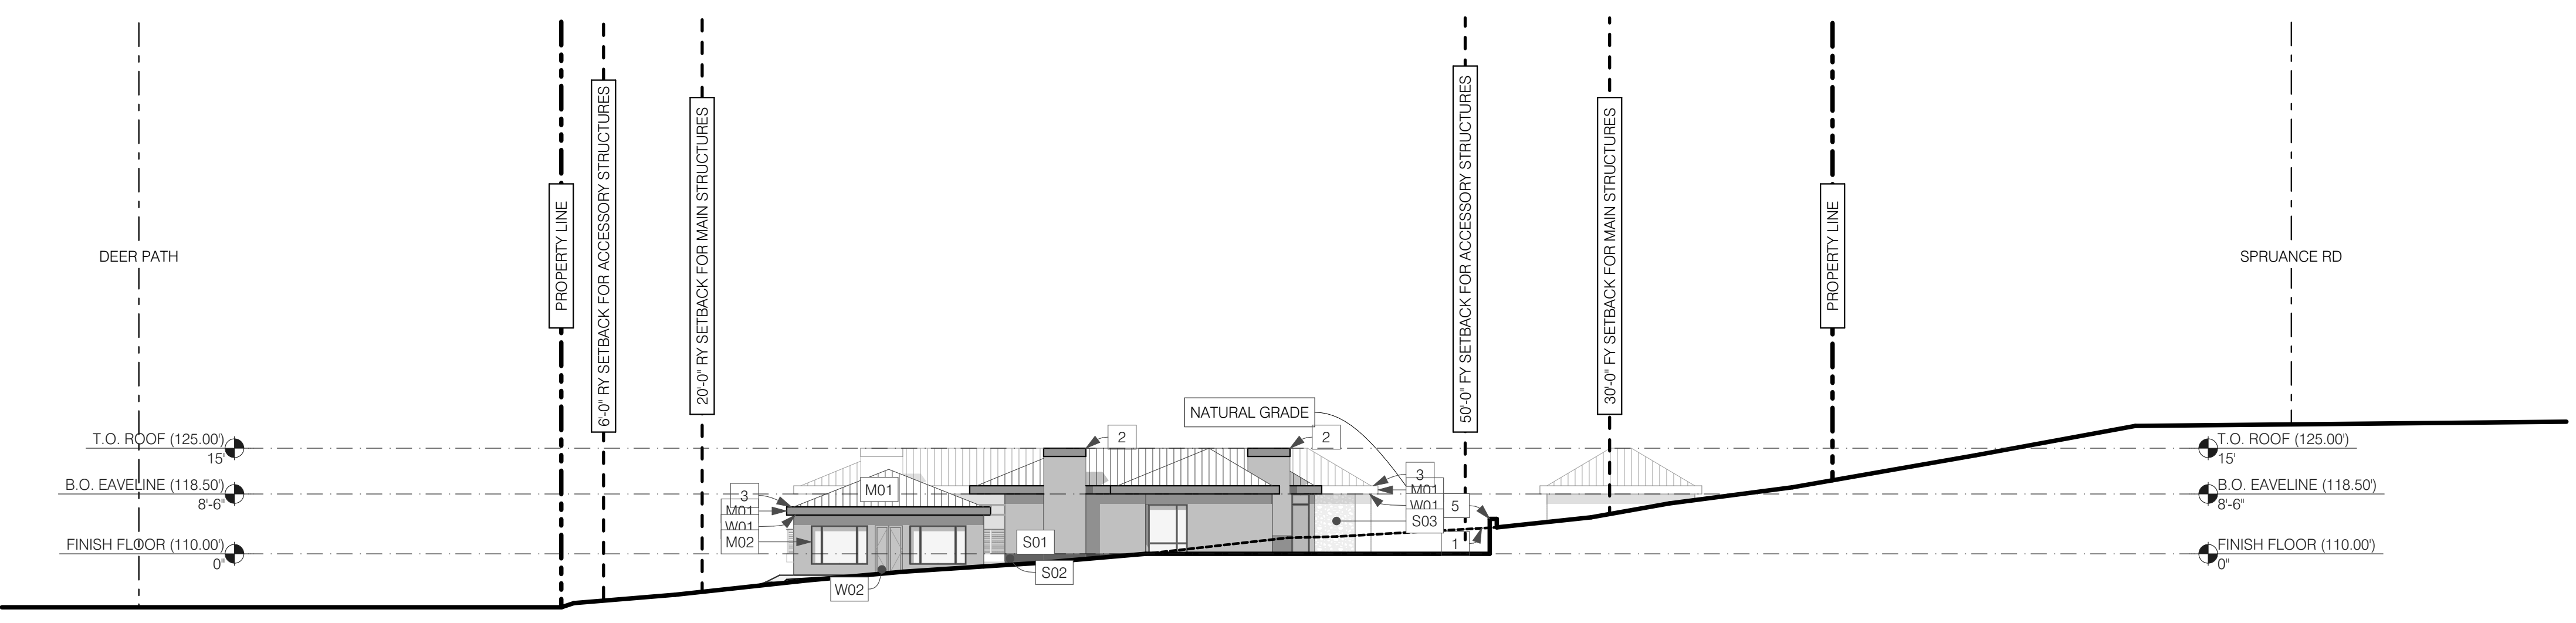 DEER PATH
PROPERTY LINE
6'-0" RY SETBACK FOR ACCESSORY STRUCTURES
20'-0" RY SETBACK FOR MAIN STRUCTURES
50'-0" FY SETBACK FOR ACCESSORY STRUCTURES
30'-0" FY SETBACK FOR MAIN STRUCTURES
PROPERTY LINE
SPRUANCE RD
NATURAL GRADE
T.O. ROOF (125.00')
15'
B.O. EAVELINE (118.50')
8'-6"
FINISH FLOOR (110.00')
0"
2
2
3
M01
W01
M02
M01
W02
S01
S02
3
M01
W01
5
S03
1
T.O. ROOF (125.00')
15'
B.O. EAVELINE (118.50')
8'-6"
FINISH FLOOR (110.00')
0"